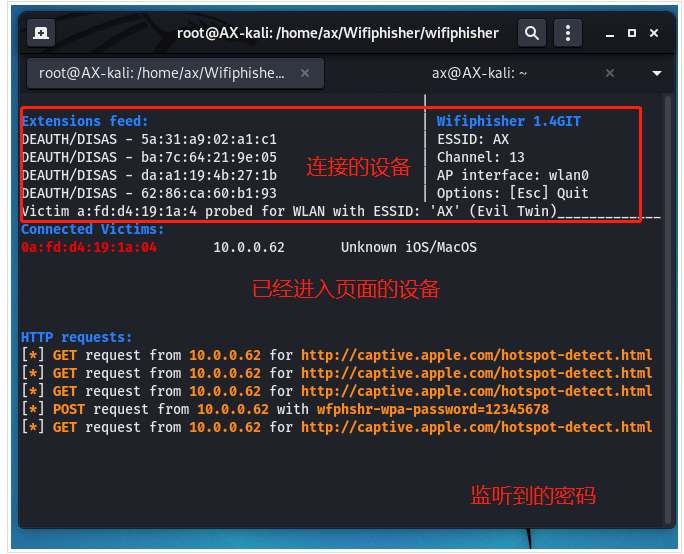 root@AX-kali: /home/ax/Wifiphisher/wifiphisher
root@AX-kali: /home/ax/Wifiphishe...
ax@AX-kali: ~
Extensions feed:
Wifiphisher 1.4GIT
DEAUTH/DISAS - 5a:31:a9:02:a1:c1
ESSID: AX
DEAUTH/DISAS - ba:7c:64:21:9e:05
Channel: 13
DEAUTH/DISAS - da:a1:19:4b:27:1b
AP interface: wlan0
DEAUTH/DISAS - 62:86:ca:60:b1:93
Options: [Esc] Quit
连接的设备
Victim a:fd:d4:19:1a:4 probed for WLAN with ESSID: 'AX' (Evil Twin)_____________
Connected Victims:
0a:fd:d4:19:1a:04 10.0.0.62 Unknown iOS/MacOS
已经进入页面的设备
HTTP requests:
[*] GET request from 10.0.0.62 for http://captive.apple.com/hotspot-detect.html
[*] GET request from 10.0.0.62 for http://captive.apple.com/hotspot-detect.html
[*] GET request from 10.0.0.62 for http://captive.apple.com/hotspot-detect.html
[*] POST request from 10.0.0.62 with wfphshr-wpa-password=12345678
[*] GET request from 10.0.0.62 for http://captive.apple.com/hotspot-detect.html
监听到的密码